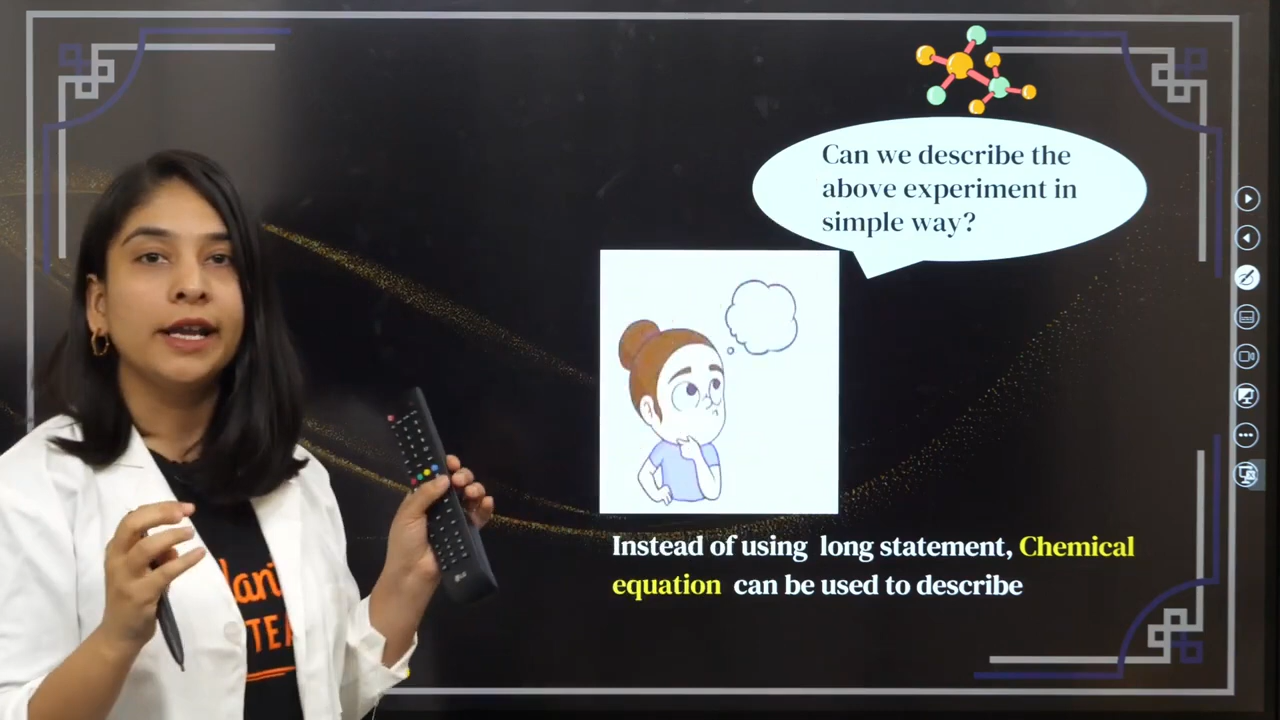 Can we describe the
above experiment in
simple way?
Instead of using long statement, Chemical
equation can be used to describe